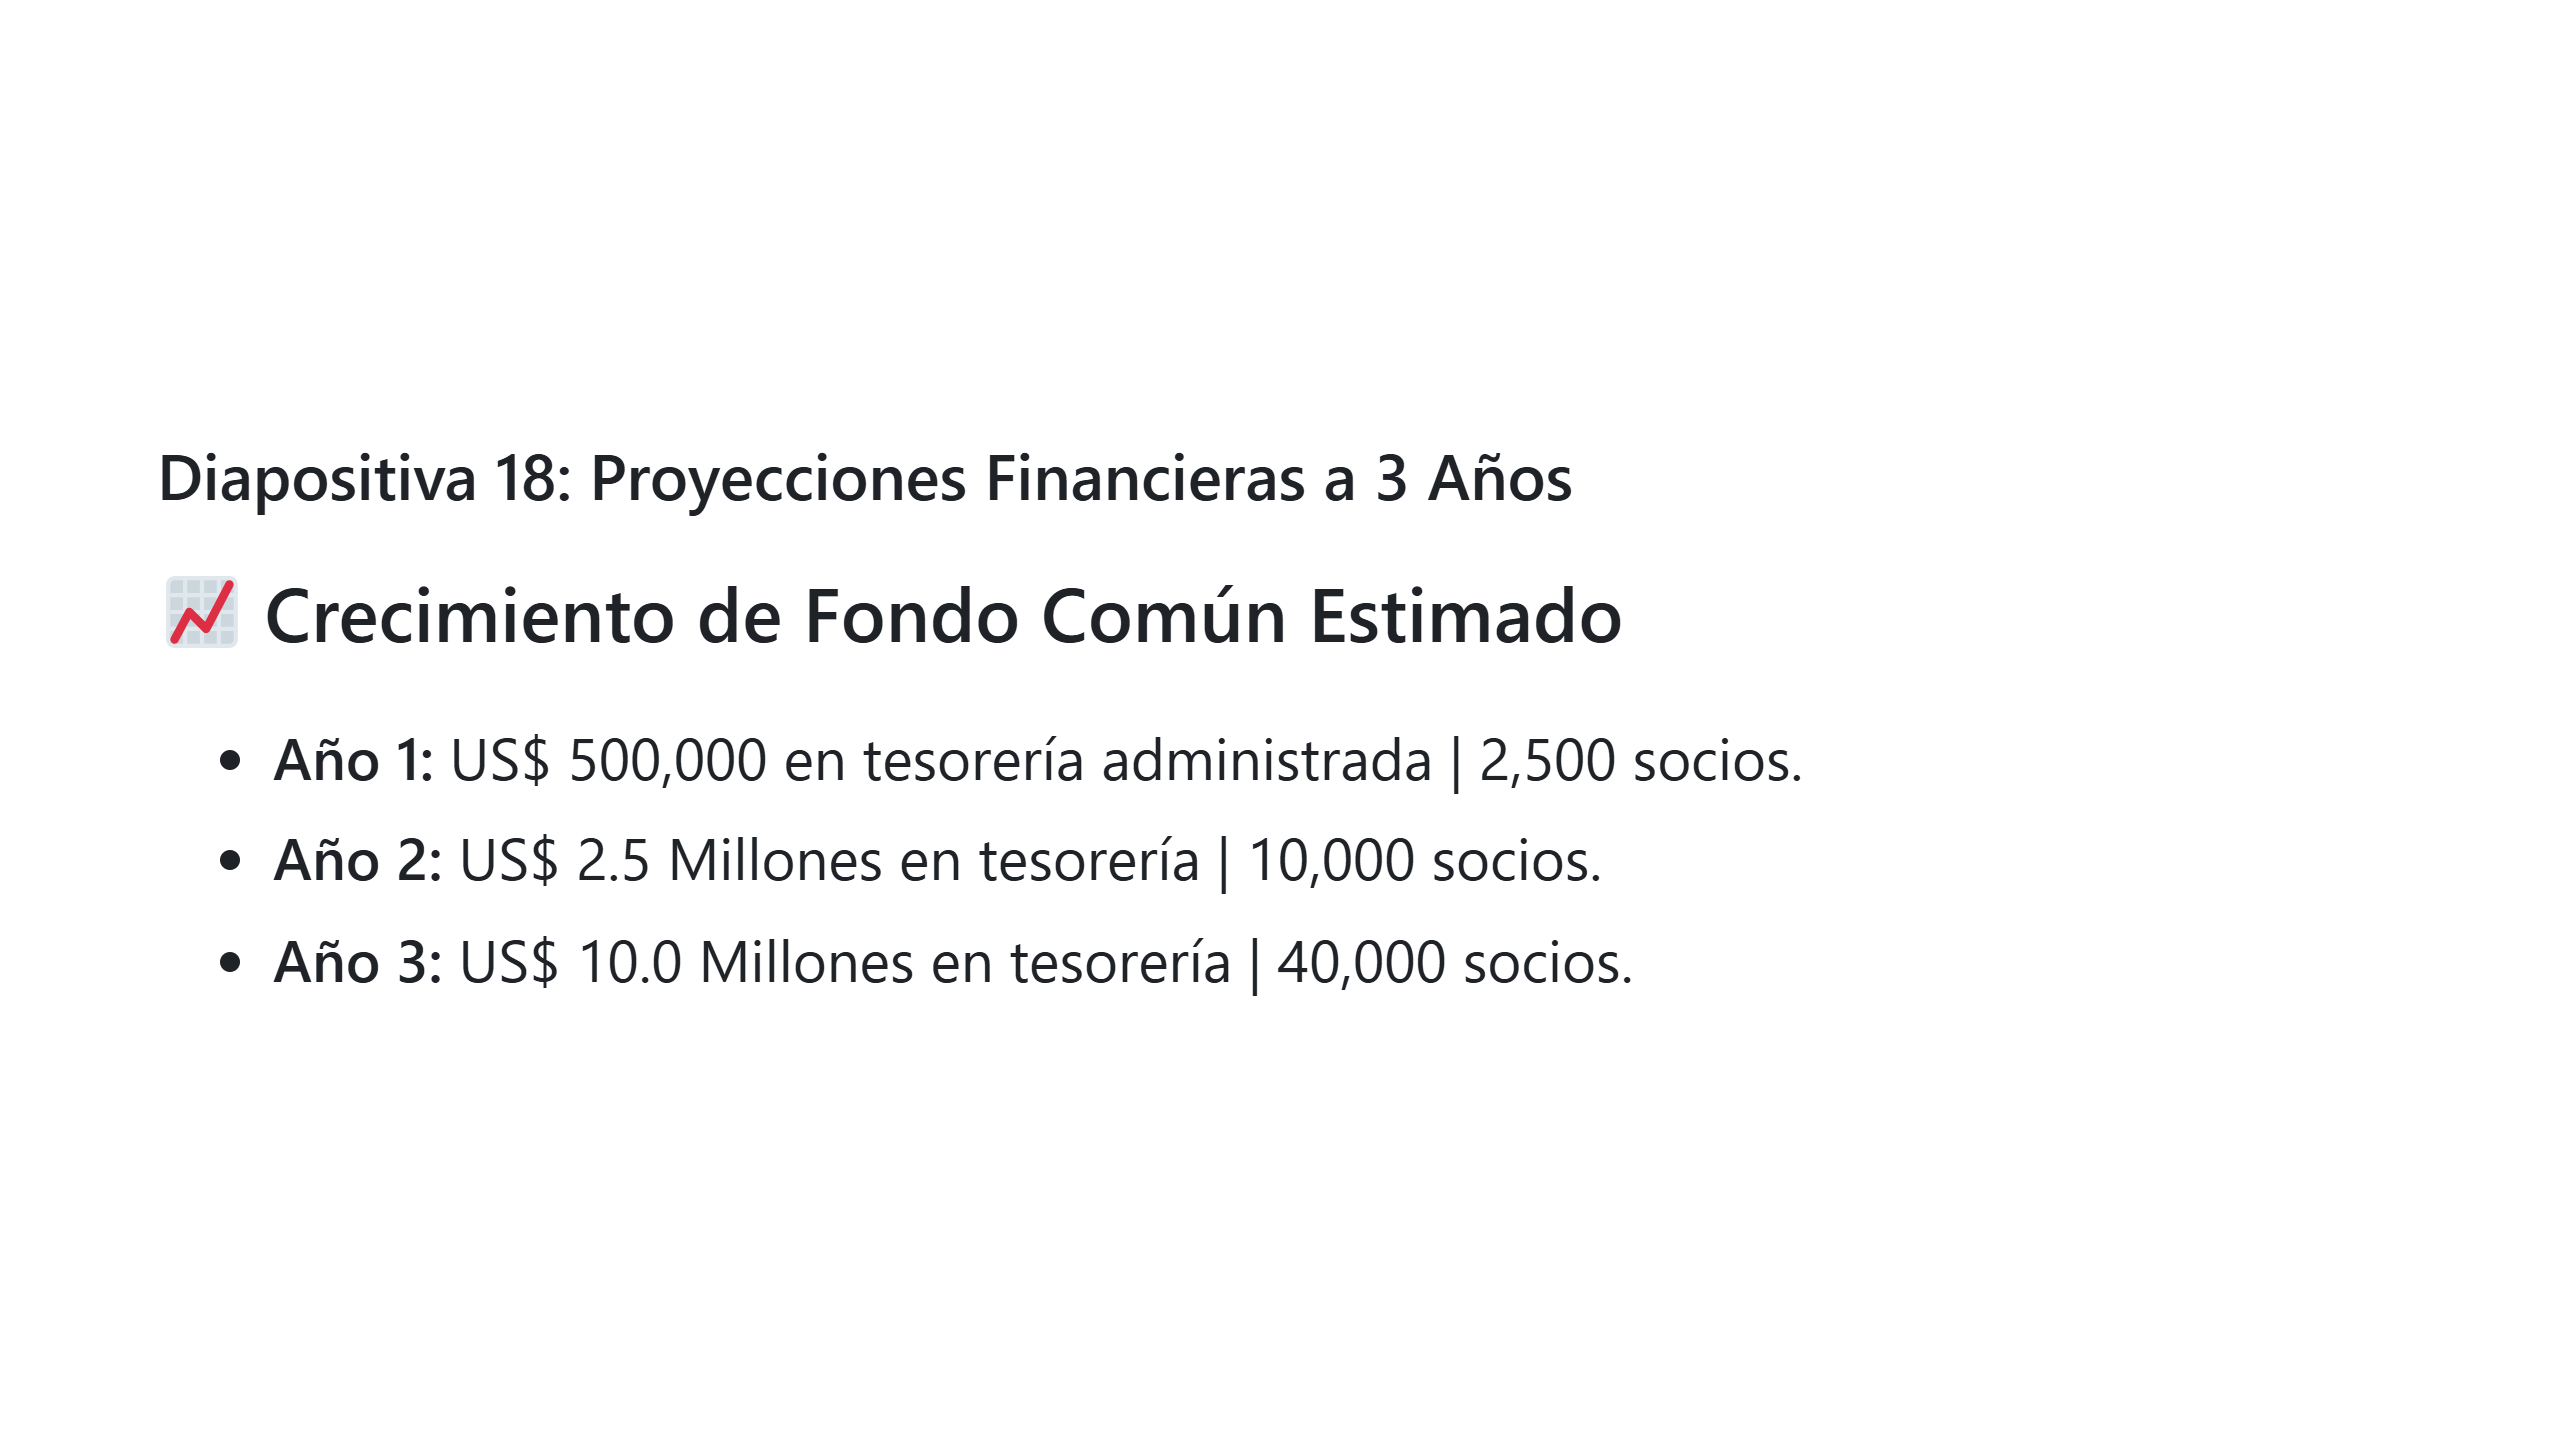 Diapositiva 18: Proyecciones Financieras a 3 Años
📈 Crecimiento de Fondo Común Estimado
• Año 1: US$ 500,000 en tesorería administrada | 2,500 socios.
• Año 2: US$ 2.5 Millones en tesorería | 10,000 socios.
• Año 3: US$ 10.0 Millones en tesorería | 40,000 socios.